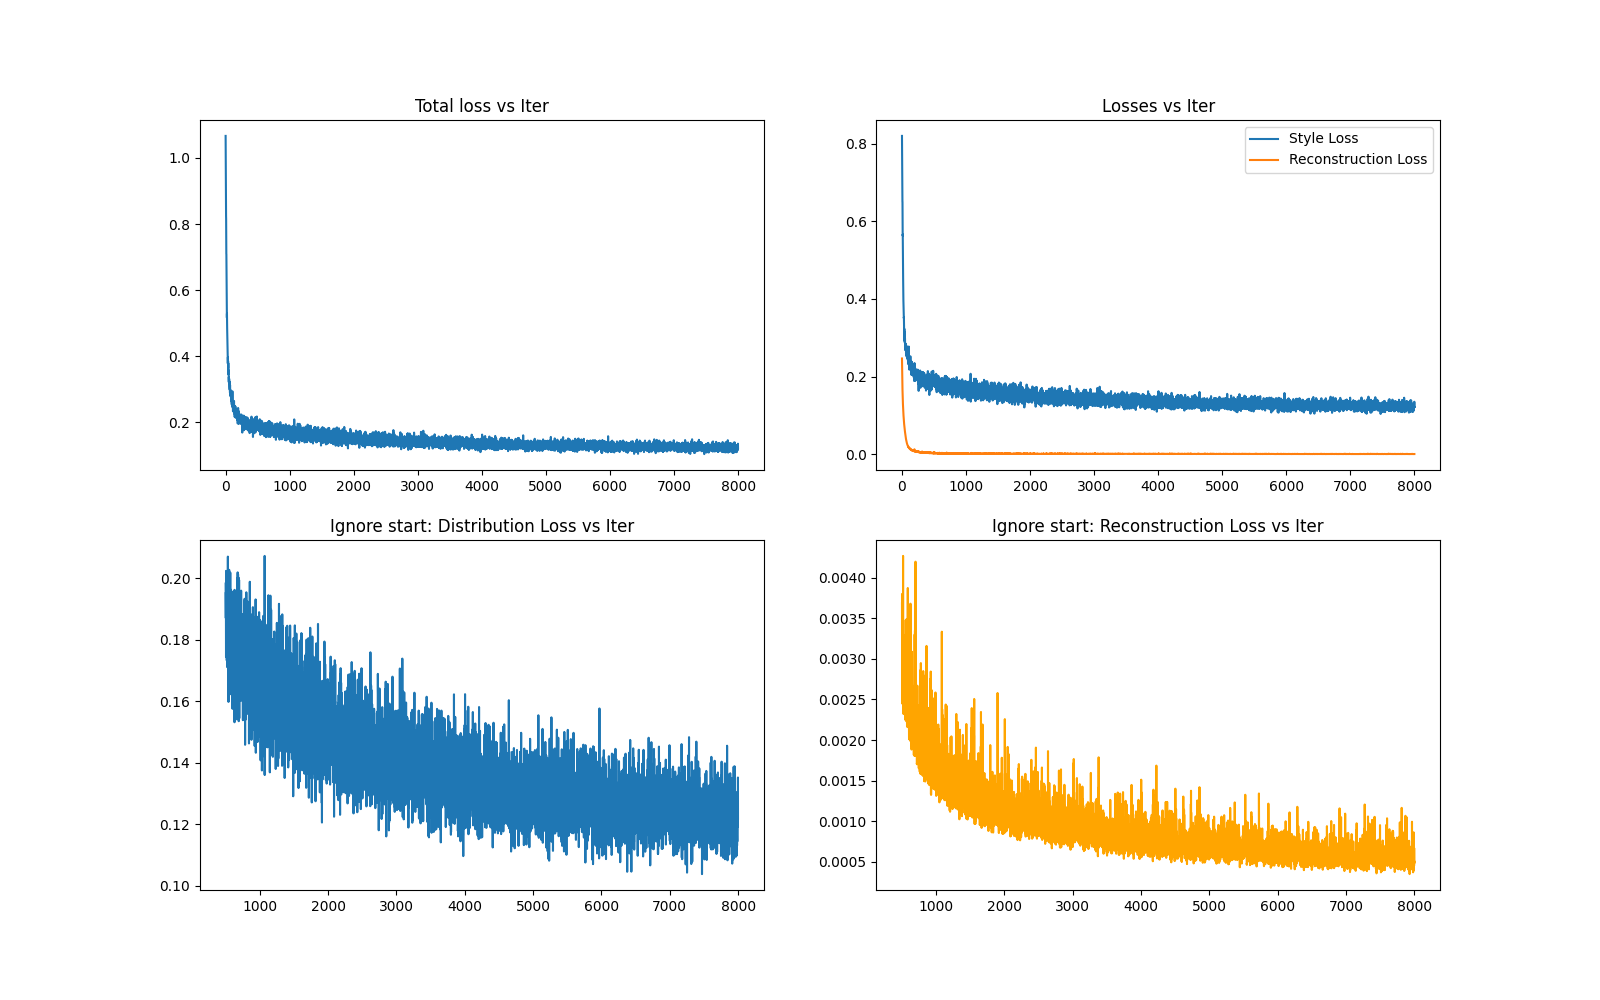 Total loss vs Iter
1.0
0.8
0.6
0.4
0.2
0 1000 2000 3000 4000 5000 6000 7000 8000
Losses vs Iter
Style Loss
Reconstruction Loss
0.8
0.6
0.4
0.2
0.0
0 1000 2000 3000 4000 5000 6000 7000 8000
Ignore start: Distribution Loss vs Iter
0.20
0.18
0.16
0.14
0.12
0.10
1000 2000 3000 4000 5000 6000 7000 8000
Ignore start: Reconstruction Loss vs Iter
0.0040
0.0035
0.0030
0.0025
0.0020
0.0015
0.0010
0.0005
1000 2000 3000 4000 5000 6000 7000 8000